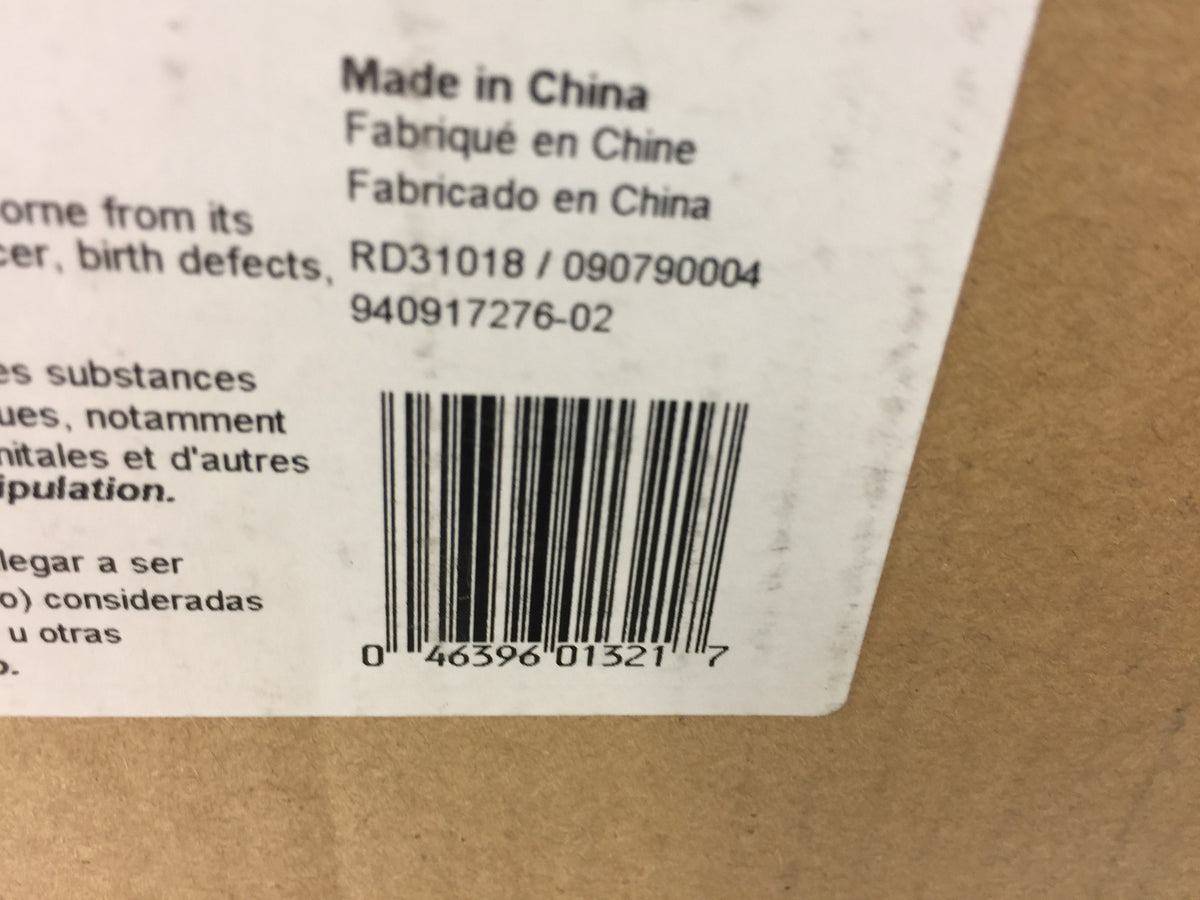 Made in China
Fabriqué en Chine
Fabricado en China
RD31018 / 090790004
940917276-02
orne from its
cer, birth defects,
es substances
ues, notamment
nitales et d'autres
ipulation.
legar a ser
o) consideradas
u otras
o.
0 46396 01321 7